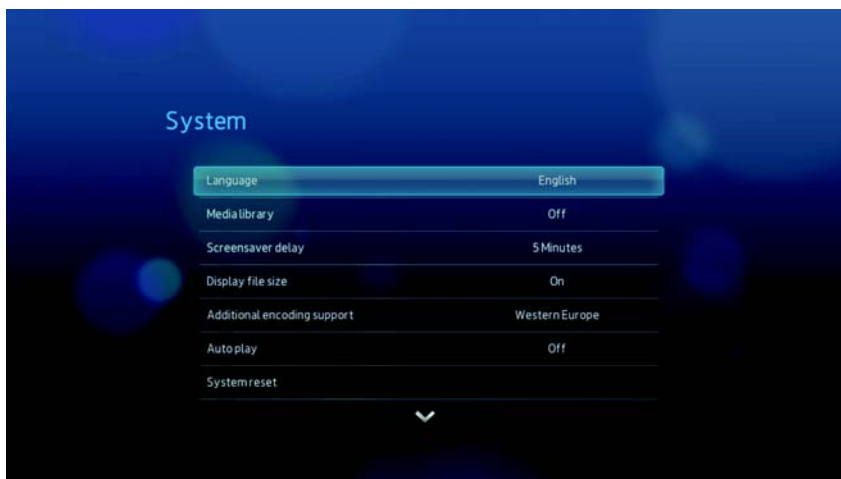 System
Language English
Media library Off
Screensaver delay 5 Minutes
Display file size On
Additional encoding support Western Europe
Auto play Off
System reset